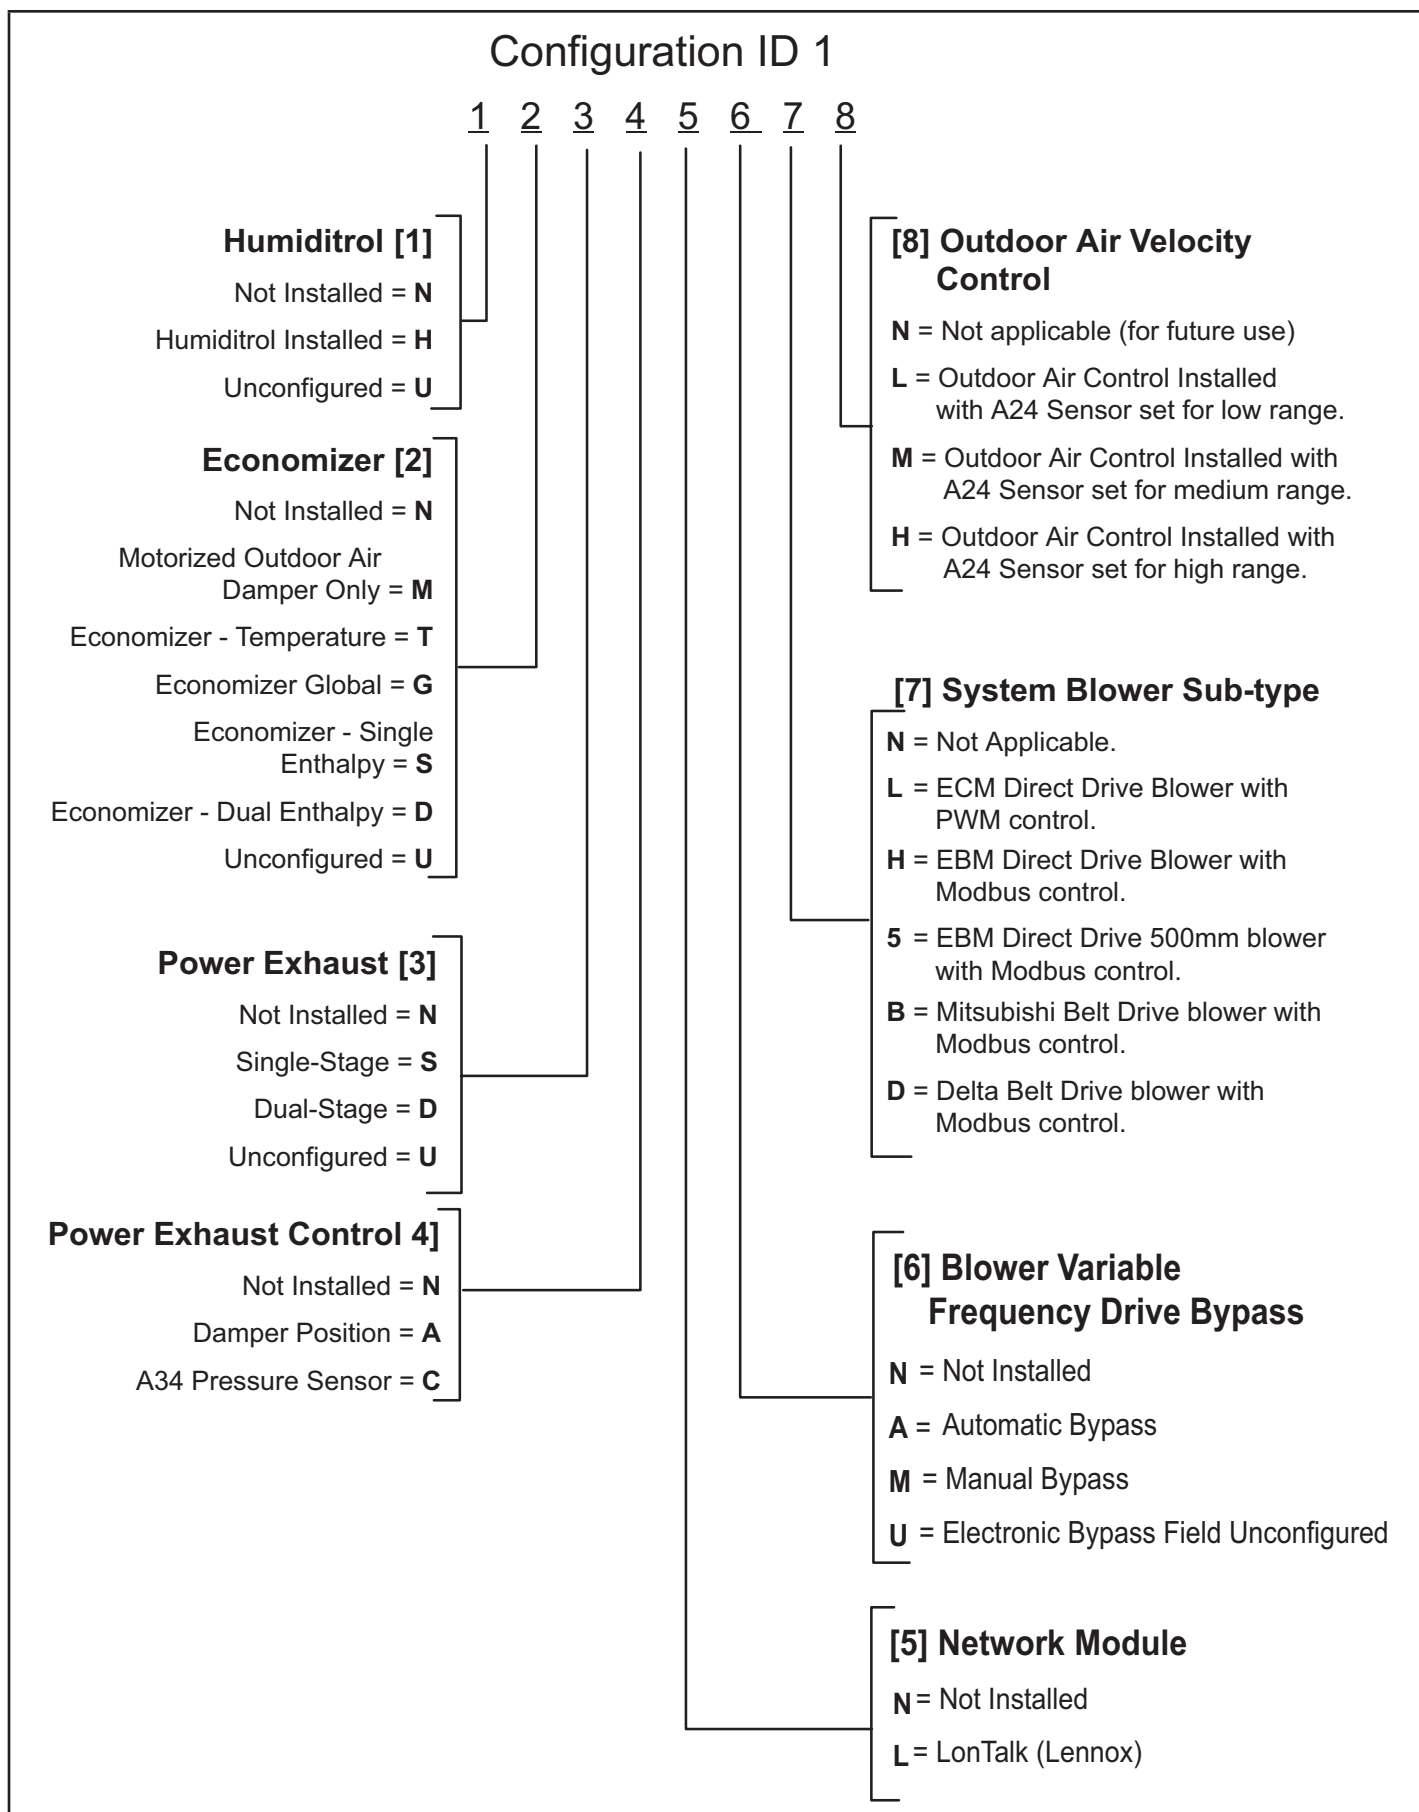 Configuration ID 1
1 2 3 4 5 6 7 8
Humiditrol [1]
Not Installed = N
Humiditrol Installed = H
Unconfigured = U
Economizer [2]
Not Installed = N
Motorized Outdoor Air
Damper Only = M
Economizer - Temperature = T
Economizer Global = G
Economizer - Single
Enthalpy = S
Economizer - Dual Enthalpy = D
Unconfigured = U
Power Exhaust [3]
Not Installed = N
Single-Stage = S
Dual-Stage = D
Unconfigured = U
Power Exhaust Control 4]
Not Installed = N
Damper Position = A
A34 Pressure Sensor = C
[8] Outdoor Air Velocity
Control
N = Not applicable (for future use)
L = Outdoor Air Control Installed
with A24 Sensor set for low range.
M = Outdoor Air Control Installed with
A24 Sensor set for medium range.
H = Outdoor Air Control Installed with
A24 Sensor set for high range.
[7] System Blower Sub-type
N = Not Applicable.
L = ECM Direct Drive Blower with
PWM control.
H = EBM Direct Drive Blower with
Modbus control.
5 = EBM Direct Drive 500mm blower
with Modbus control.
B = Mitsubishi Belt Drive blower with
Modbus control.
D = Delta Belt Drive blower with
Modbus control.
[6] Blower Variable
Frequency Drive Bypass
N = Not Installed
A = Automatic Bypass
M = Manual Bypass
U = Electronic Bypass Field Unconfigured
[5] Network Module
N = Not Installed
L = LonTalk (Lennox)